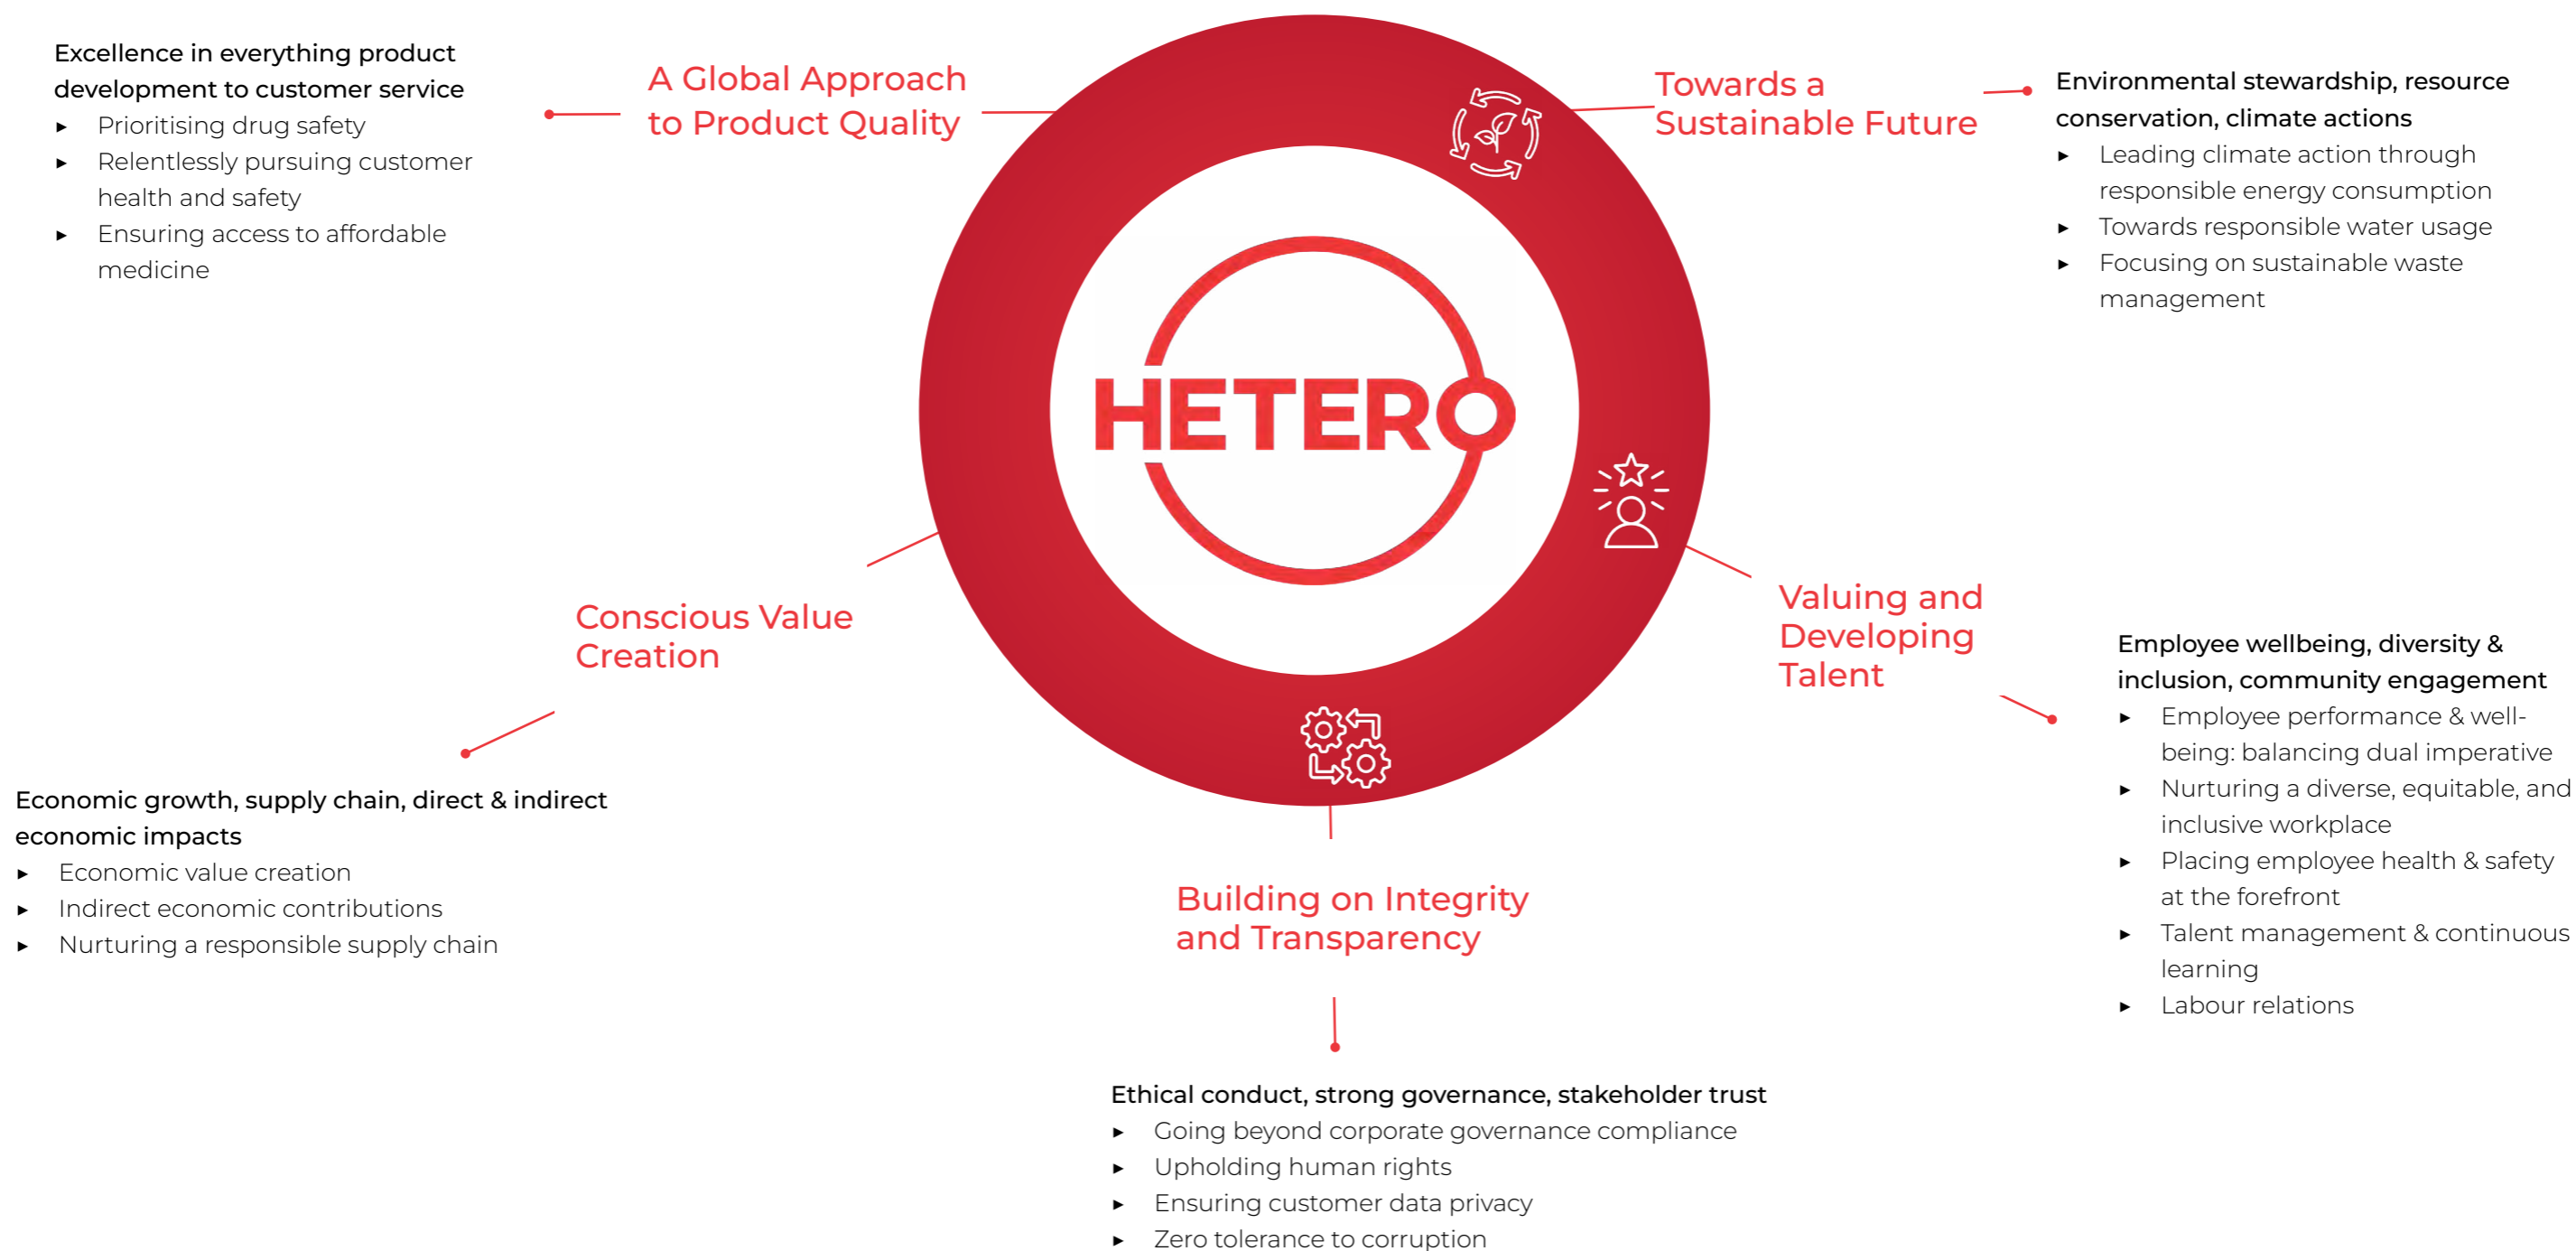 Excellence in everything product
development to customer service
▸ Prioritising drug safety
▸ Relentlessly pursuing customer
health and safety
▸ Ensuring access to affordable
medicine
A Global Approach
to Product Quality
Towards a
Sustainable Future
Environmental stewardship, resource
conservation, climate actions
▸ Leading climate action through
responsible energy consumption
▸ Towards responsible water usage
▸ Focusing on sustainable waste
management
HETERO
Conscious Value
Creation
Economic growth, supply chain, direct & indirect
economic impacts
▸ Economic value creation
▸ Indirect economic contributions
▸ Nurturing a responsible supply chain
Valuing and
Developing
Talent
Employee wellbeing, diversity &
inclusion, community engagement
▸ Employee performance & well-
being: balancing dual imperative
▸ Nurturing a diverse, equitable, and
inclusive workplace
▸ Placing employee health & safety
at the forefront
▸ Talent management & continuous
learning
▸ Labour relations
Building on Integrity
and Transparency
Ethical conduct, strong governance, stakeholder trust
▸ Going beyond corporate governance compliance
▸ Upholding human rights
▸ Ensuring customer data privacy
▸ Zero tolerance to corruption